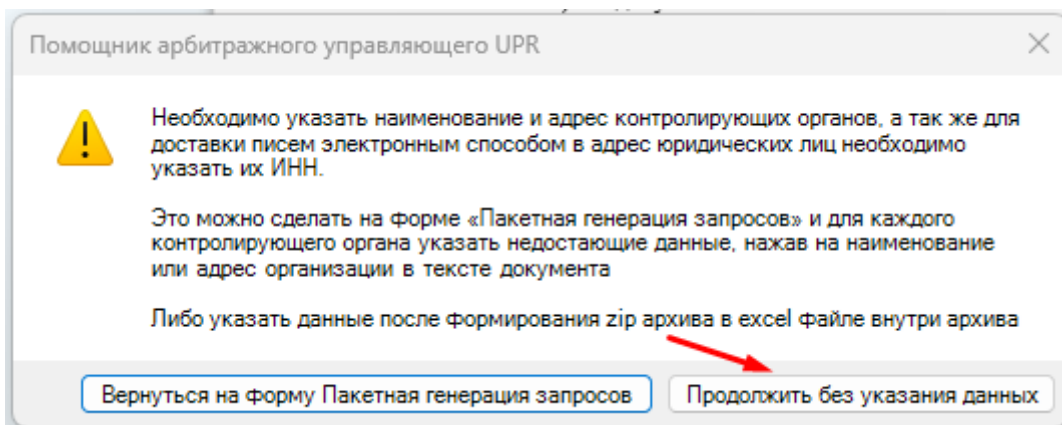 Помощник арбитражного управляющего UPR
Необходимо указать наименование и адрес контролирующих органов, а так же для
доставки писем электронным способом в адрес юридических лиц необходимо
указать их ИНН.
Это можно сделать на форме «Пакетная генерация запросов» и для каждого
контролирующего органа указать недостающие данные, нажав на наименование
или адрес организации в тексте документа
Либо указать данные после формирования zip архива в excel файле внутри архива
Вернуться на форму Пакетная генерация запросов
Продолжить без указания данных